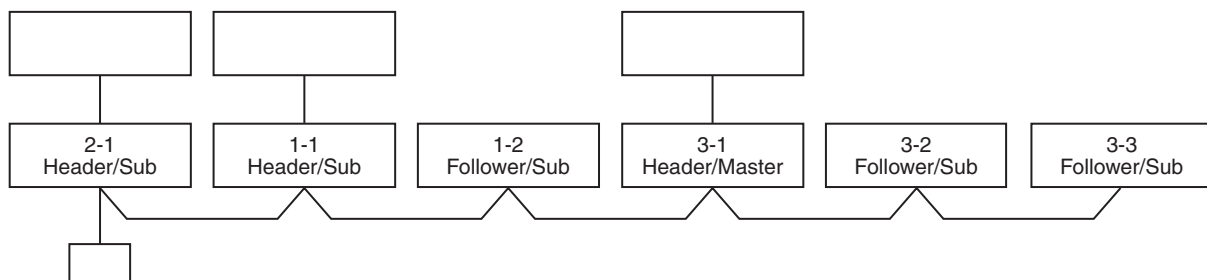 2-1
Header/Sub
1-1
Header/Sub
1-2
Follower/Sub
3-1
Header/Master
3-2
Follower/Sub
3-3
Follower/Sub